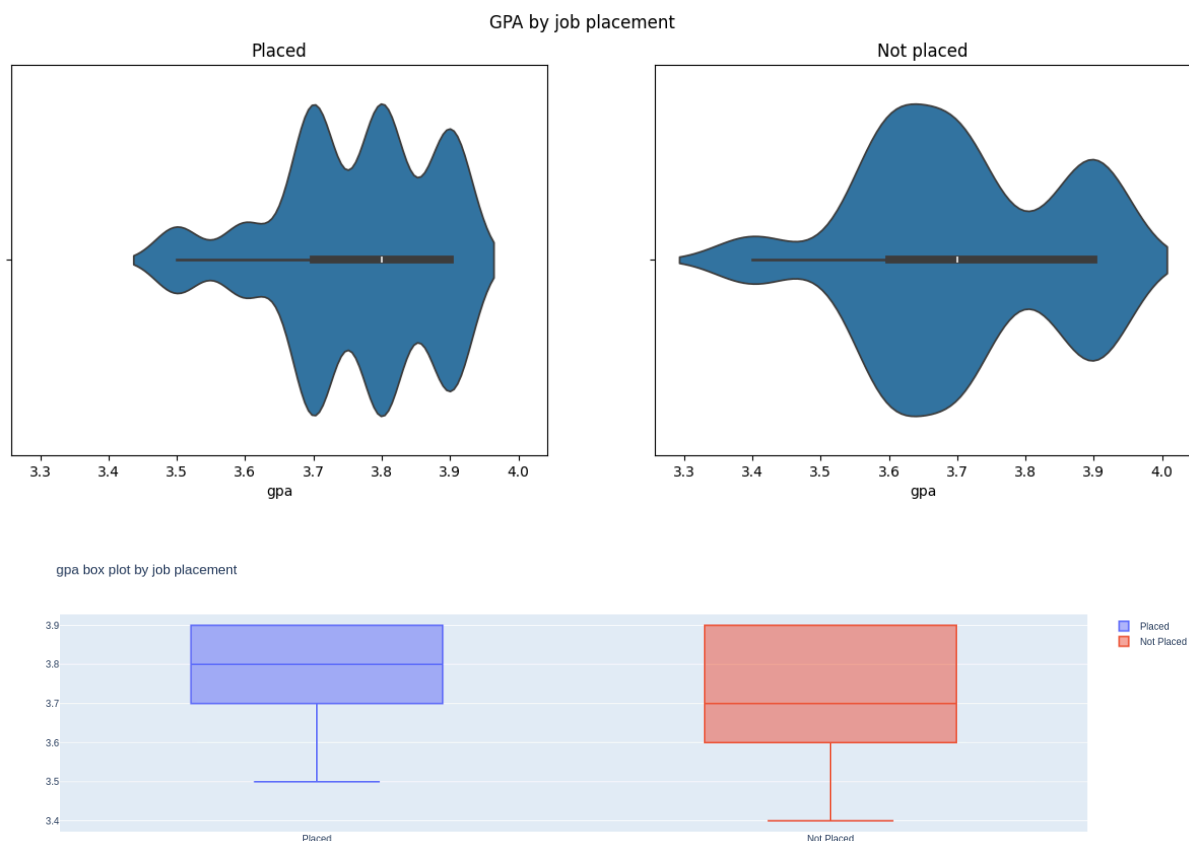 GPA by job placement
Placed
Not placed
3.3 3.4 3.5 3.6 3.7 3.8 3.9 4.0
gpa
3.3 3.4 3.5 3.6 3.7 3.8 3.9 4.0
gpa
gpa box plot by job placement
3.9
3.8
3.7
3.6
3.5
3.4
Placed
Not Placed
Placed
Not Placed